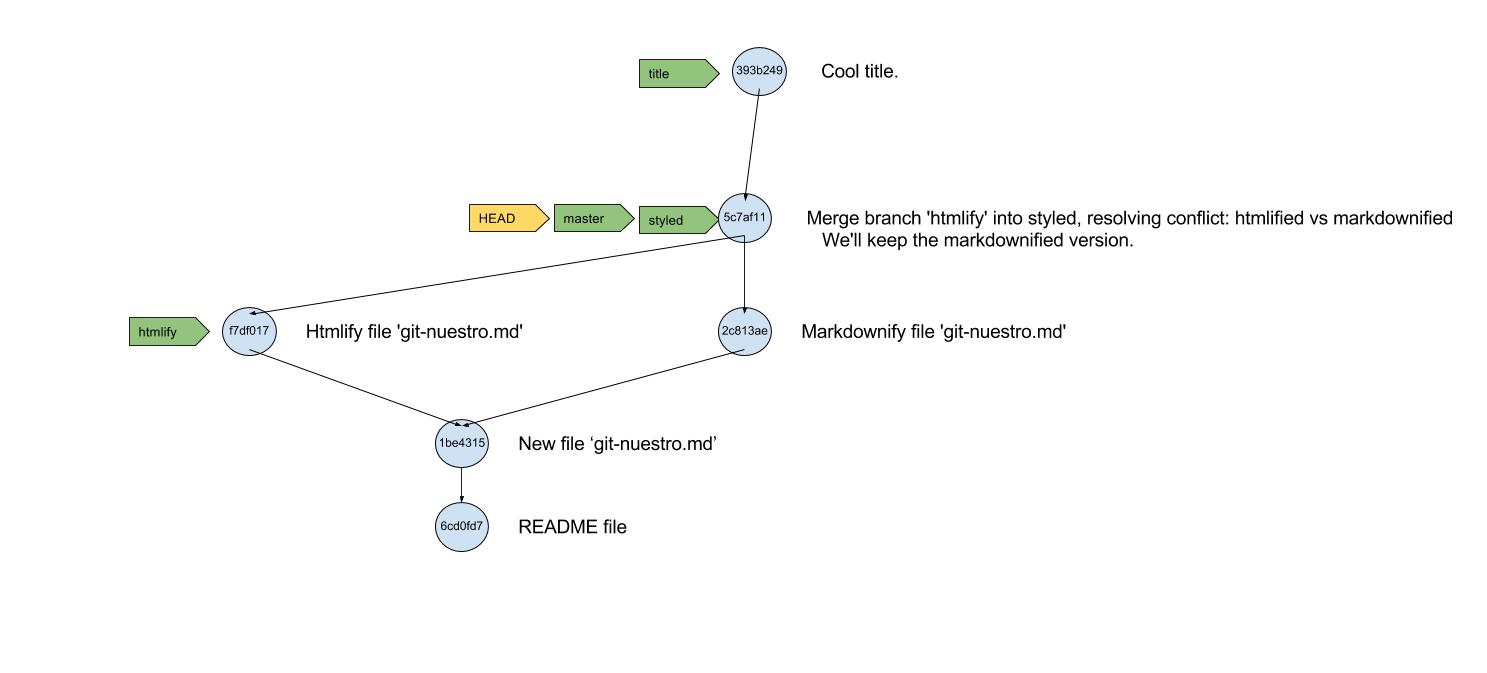 title
393b249
Cool title.
HEAD
master
styled
5c7af11
Merge branch 'htmlify' into styled, resolving conflict: htmlified vs markdownified
We'll keep the markdownified version.
htmlify
f7df017
Htmlify file 'git-nuestro.md'
2c813ae
Markdownify file 'git-nuestro.md'
1be4315
New file ‘git-nuestro.md’
6cd0fd7
README file